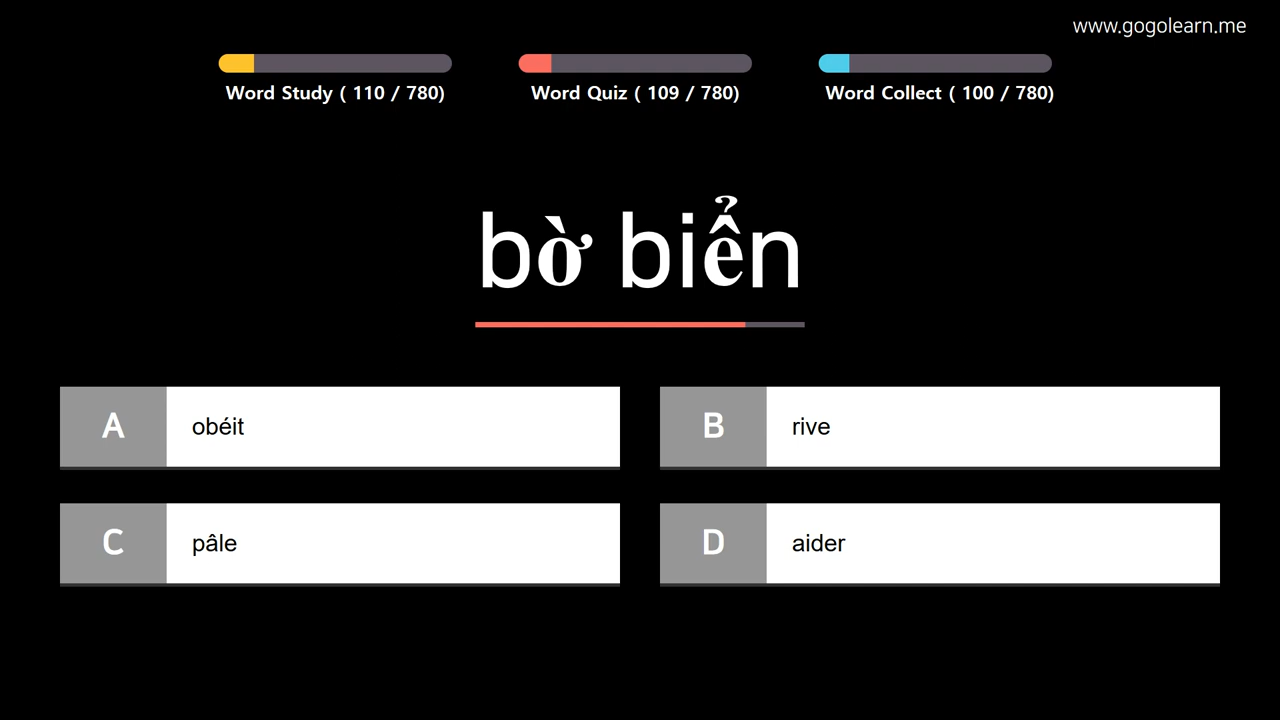 www.gogolearn.me
Word Study ( 110 / 780)
Word Quiz ( 109 / 780)
Word Collect ( 100 / 780)
bờ biển
A obéit
B rive
C pâle
D aider